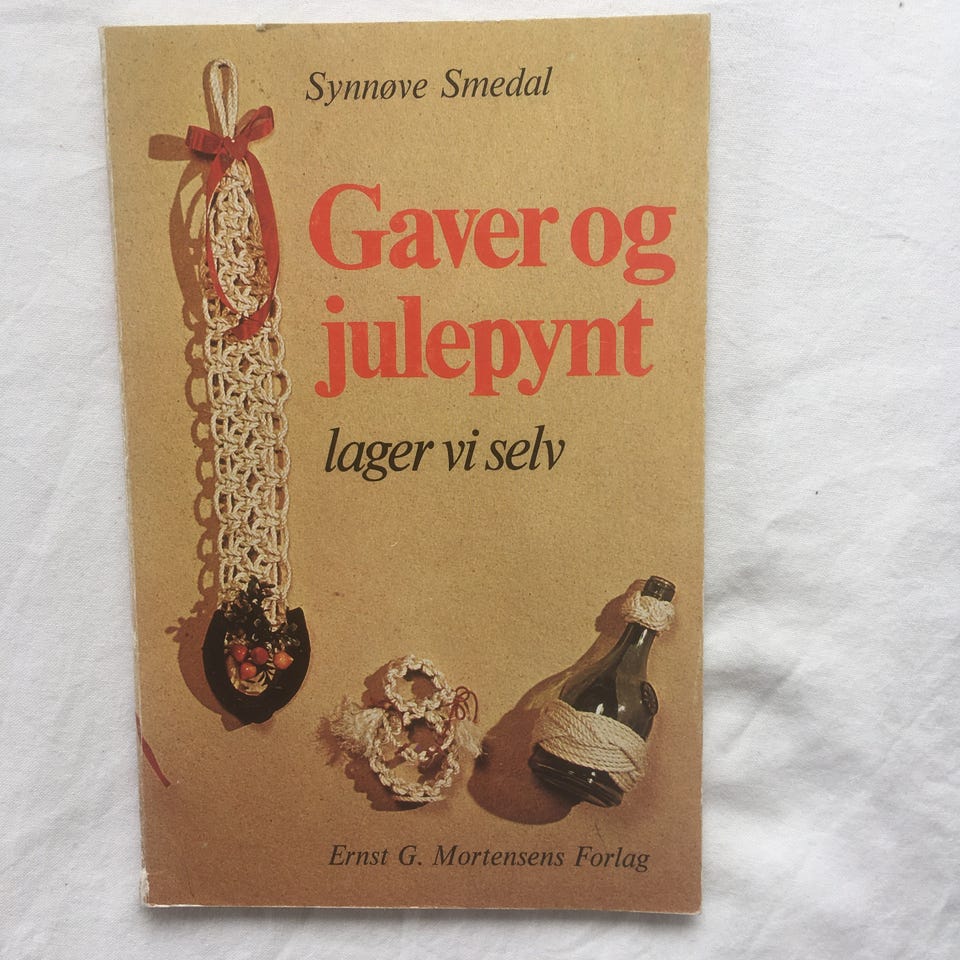 Synnøve Smedal
Gaver og
julepynt
lager vi selv
Ernst G. Mortensens Forlag